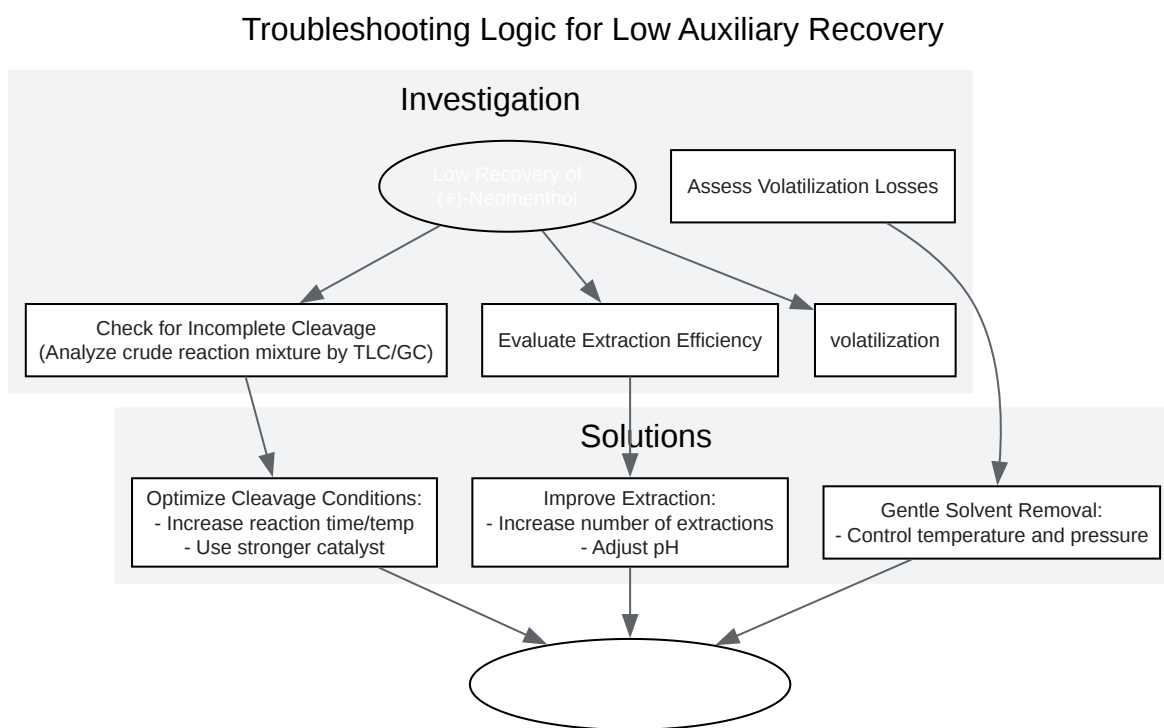 Troubleshooting Logic for Low Auxiliary Recovery
Investigation
Low Recovery of
(+)-Neomenthol
Assess Volatilization Losses
Check for Incomplete Cleavage
(Analyze crude reaction mixture by TLC/GC)
Evaluate Extraction Efficiency
volatilization
Solutions
Optimize Cleavage Conditions:
- Increase reaction time/temp
- Use stronger catalyst
Improve Extraction:
- Increase number of extractions
- Adjust pH
Gentle Solvent Removal:
- Control temperature and pressure